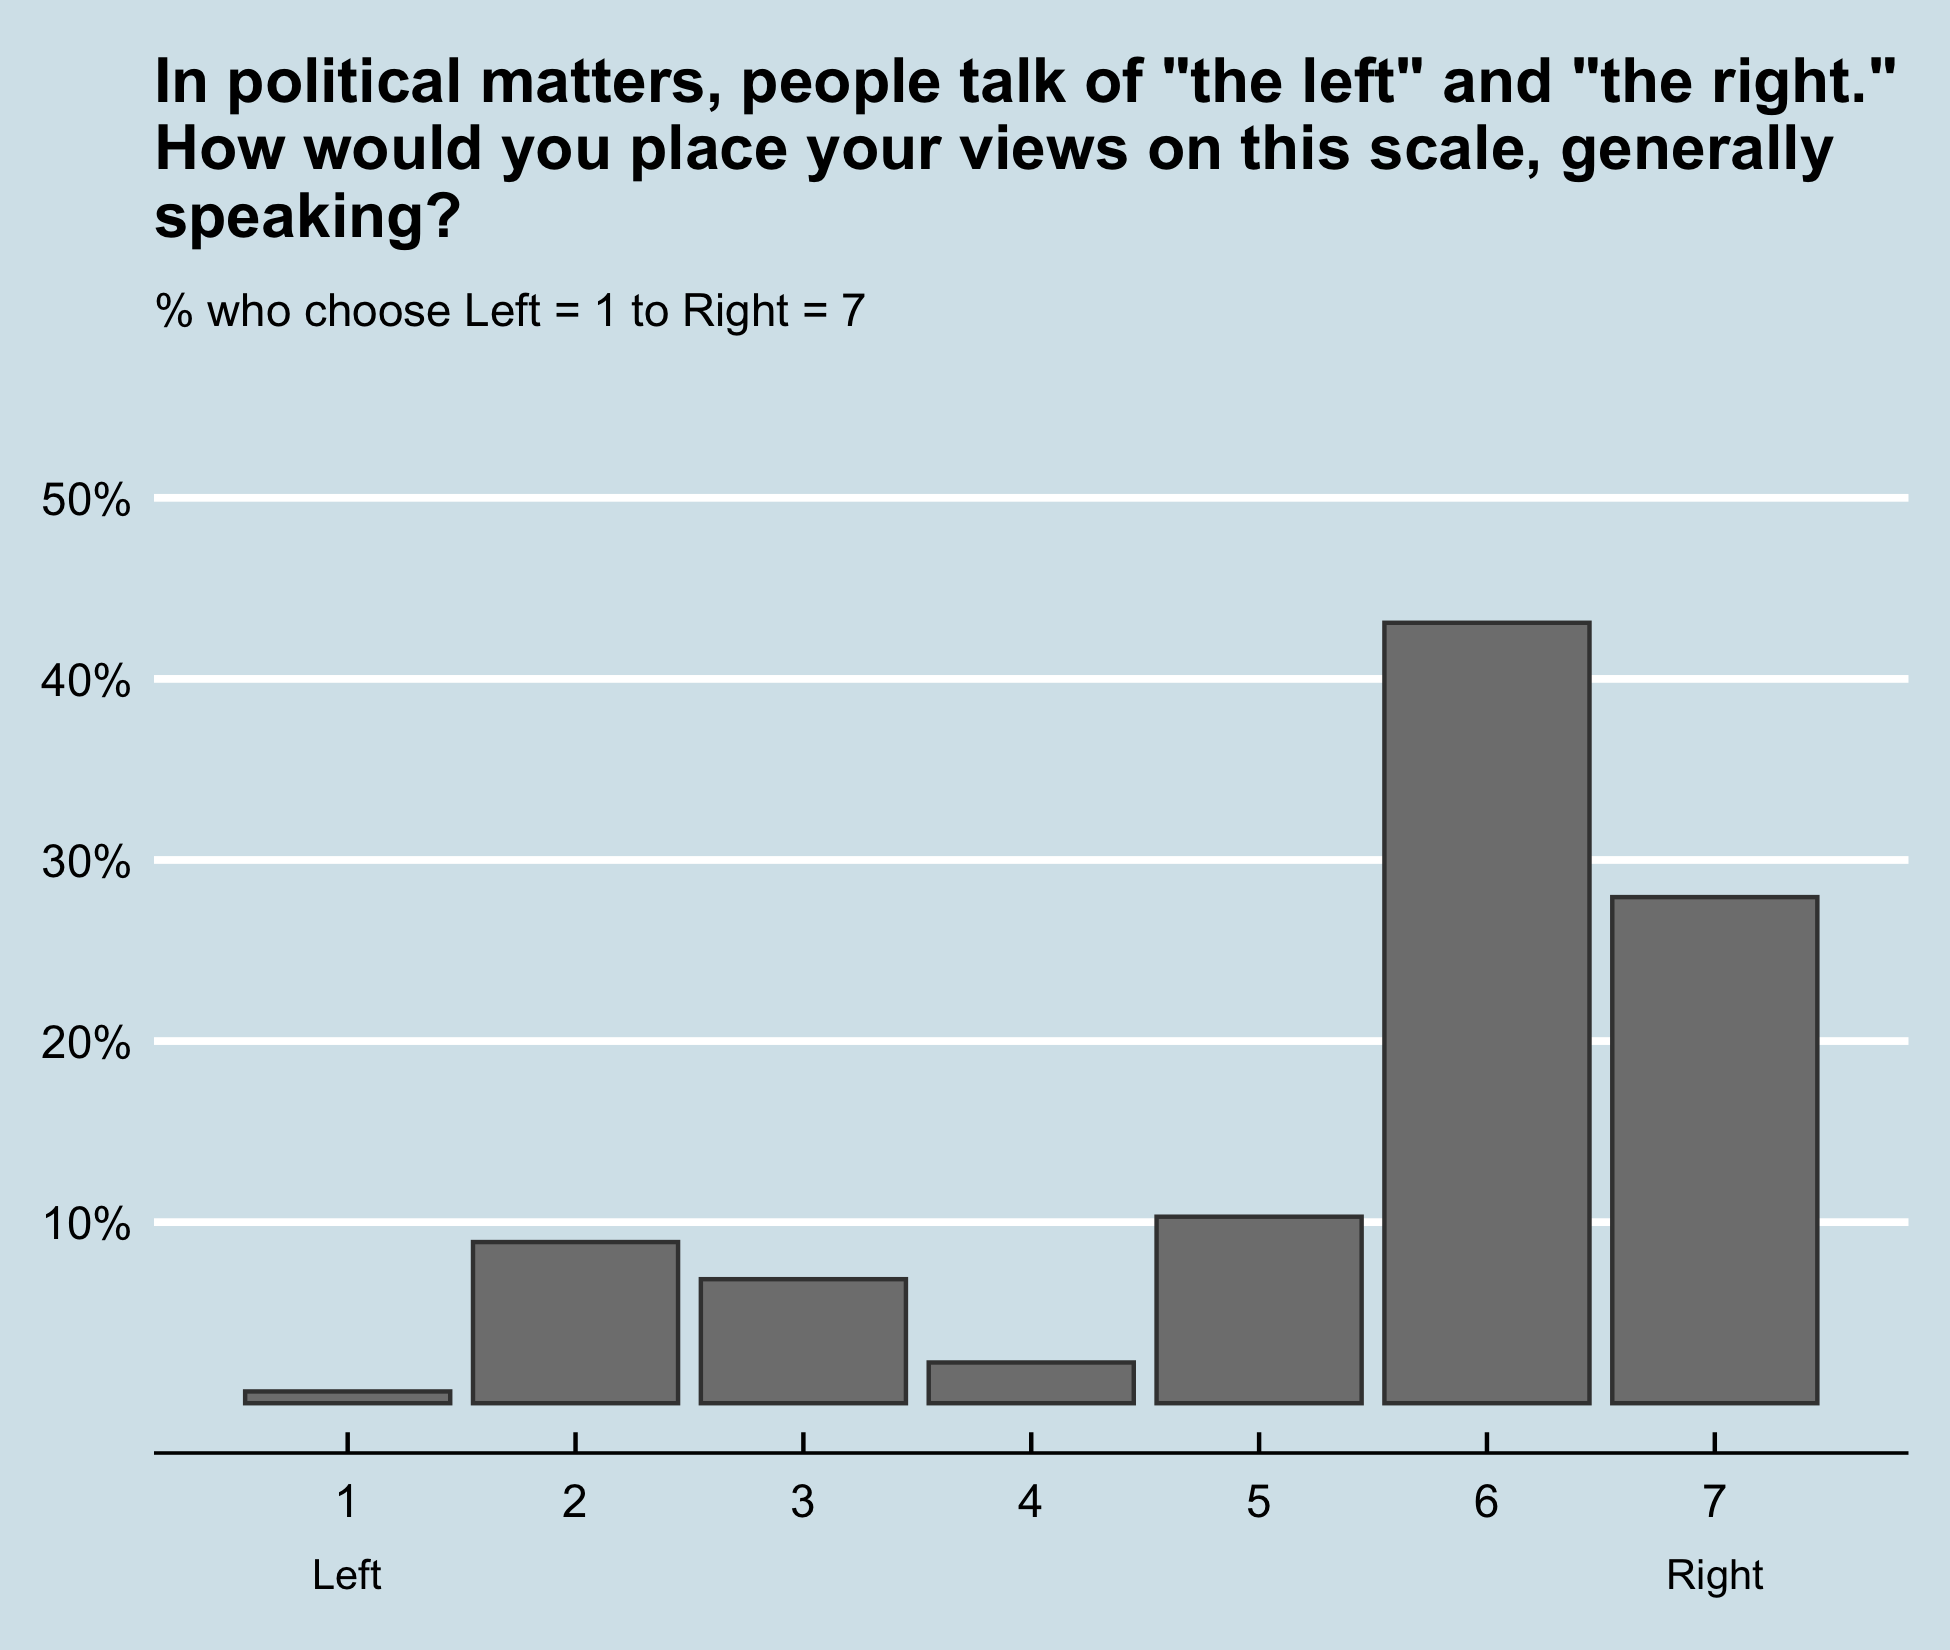 In political matters, people talk of "the left" and "the right."
How would you place your views on this scale, generally
speaking?
% who choose Left = 1 to Right = 7
50%
40%
30%
20%
10%
1 2 3 4 5 6 7
Left Right